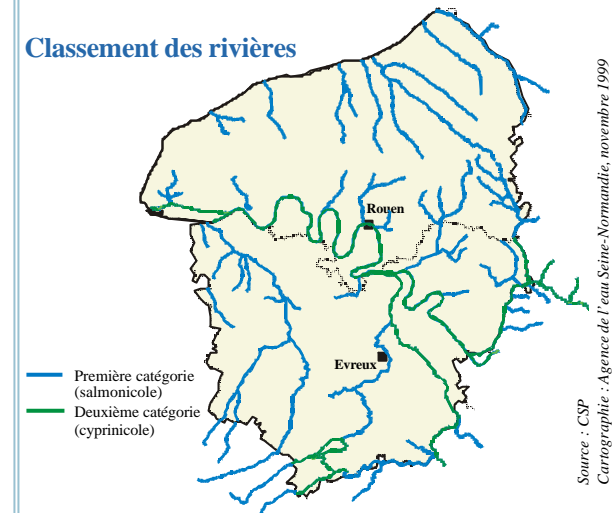 Classement des rivières
Rouen
Evreux
Première catégorie
(salmonicole)
Deuxième catégorie
(cyprinicole)
Source : CSP
Cartographie : Agence de l'eau Seine-Normandie, novembre 1999